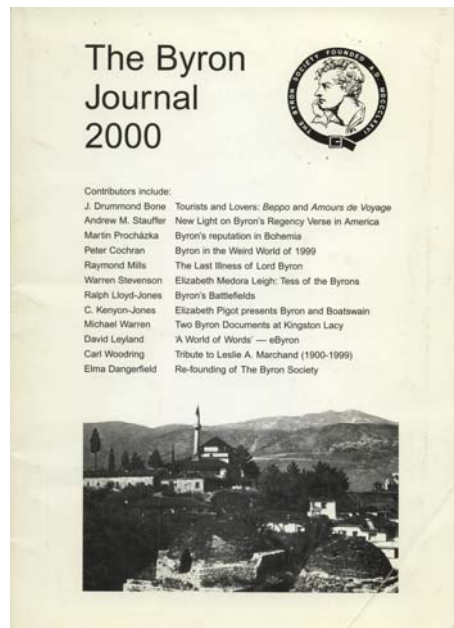 The Byron
Journal
2000
THE BYRON SOCIETY FOUNDED A.D. MDCCCLXXVI
Contributors include:
J. Drummond Bone Tourists and Lovers: Beppo and Amours de Voyage
Andrew M. Stauffer New Light on Byron's Regency Verse in America
Martin Procházka Byron's reputation in Bohemia
Peter Cochran Byron in the Weird World of 1999
Raymond Mills The Last Illness of Lord Byron
Warren Stevenson Elizabeth Medora Leigh: Tess of the Byrons
Ralph Lloyd-Jones Byron's Battlefields
C. Kenyon-Jones Elizabeth Pigot presents Byron and Boatswain
Michael Warren Two Byron Documents at Kingston Lacy
David Leyland 'A World of Words' — eByron
Carl Woodring Tribute to Leslie A. Marchand (1900-1999)
Elma Dangerfield Re-founding of The Byron Society